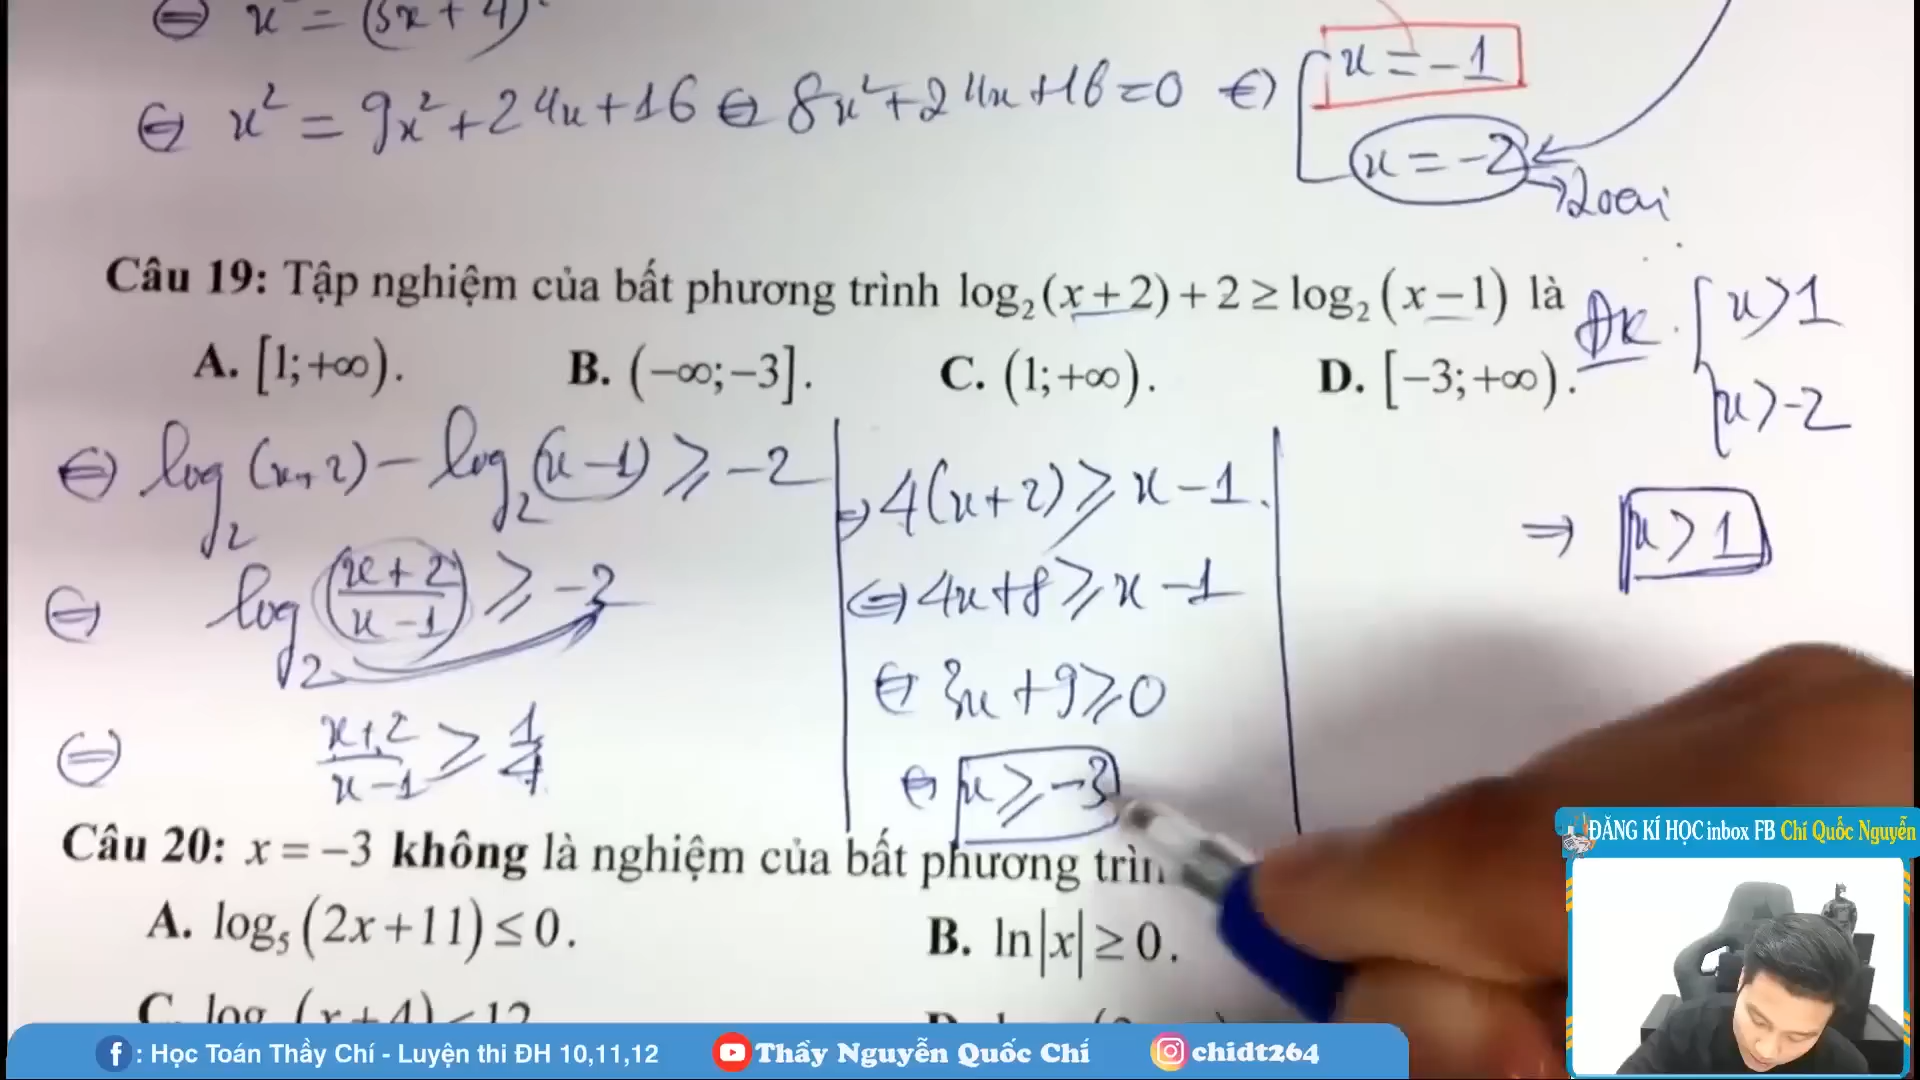 ⇔ x² = (3x+4)²
⇔ x² = 9x²+24x+16 ⇔ 8x²+24x+16=0 ⇔
x = -1
x = -2
Loại
Câu 19: Tập nghiệm của bất phương trình log₂(x+2)+2≥log₂(x−1) là
A. [1;+∞). B. (−∞;−3]. C. (1;+∞). D. [−3;+∞).
ĐK: x>1
x>-2
⇒ x>1
⇔ log₂(x+2) - log₂(x-1) ≥ -2
⇔ log₂((x+2)/(x-1)) ≥ -2
⇔ (x+2)/(x-1) ≥ 1/4
⇔ 4(x+2) ≥ x-1.
⇔ 4x+8 ≥ x-1
⇔ 3x+9≥0
⇔ x ≥ -3
Câu 20: x = −3 không là nghiệm của bất phương
A. log₅(2x+11) ≤ 0.
B. ln|x| ≥ 0.
C. log (x+4) < 12
ĐĂNG KÍ HỌC inbox FB Chí Quốc Nguyễn
: Học Toán Thầy Chí - Luyện thi ĐH 10,11,12
Thầy Nguyễn Quốc Chí
chidt264